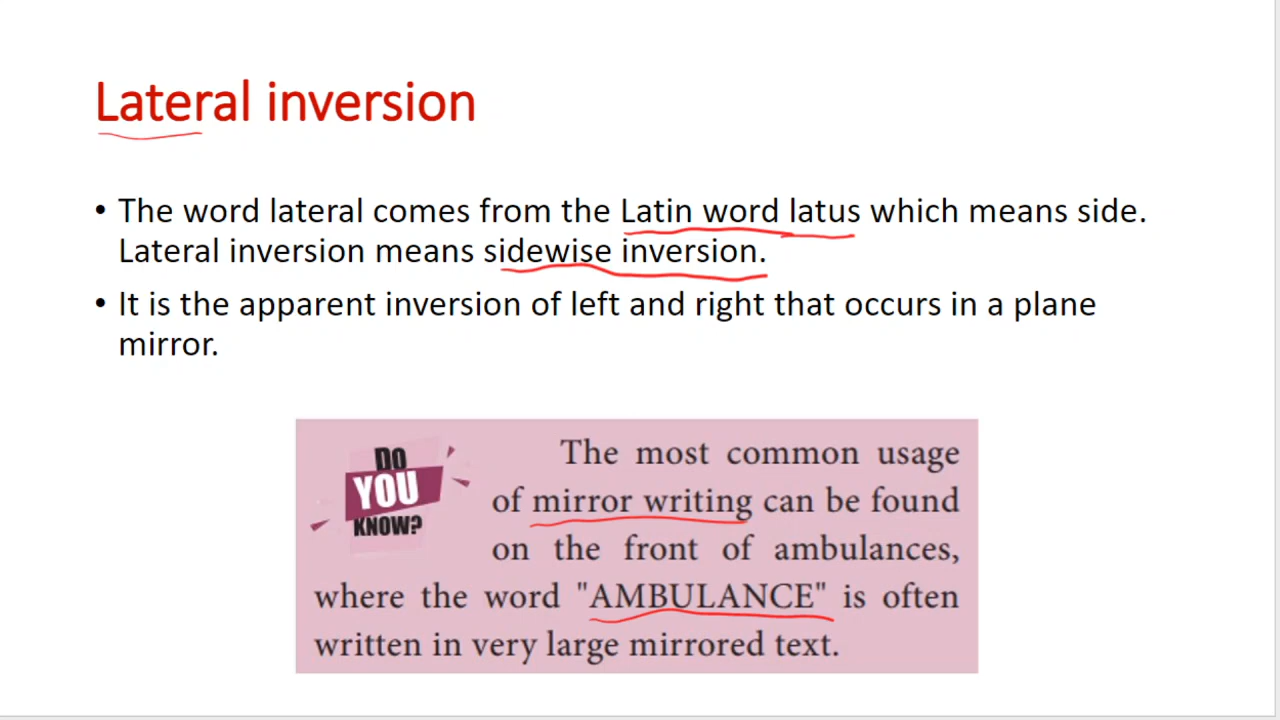 Lateral inversion
• The word lateral comes from the Latin word latus which means side.
Lateral inversion means sidewise inversion.
• It is the apparent inversion of left and right that occurs in a plane
mirror.
DO
YOU
KNOW?
The most common usage
of mirror writing can be found
on the front of ambulances,
where the word "AMBULANCE" is often
written in very large mirrored text.